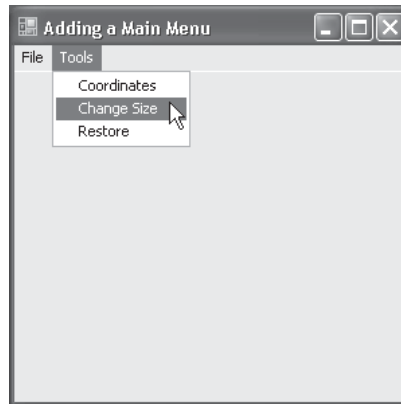 Adding a Main Menu
File Tools
Coordinates
Change Size
Restore